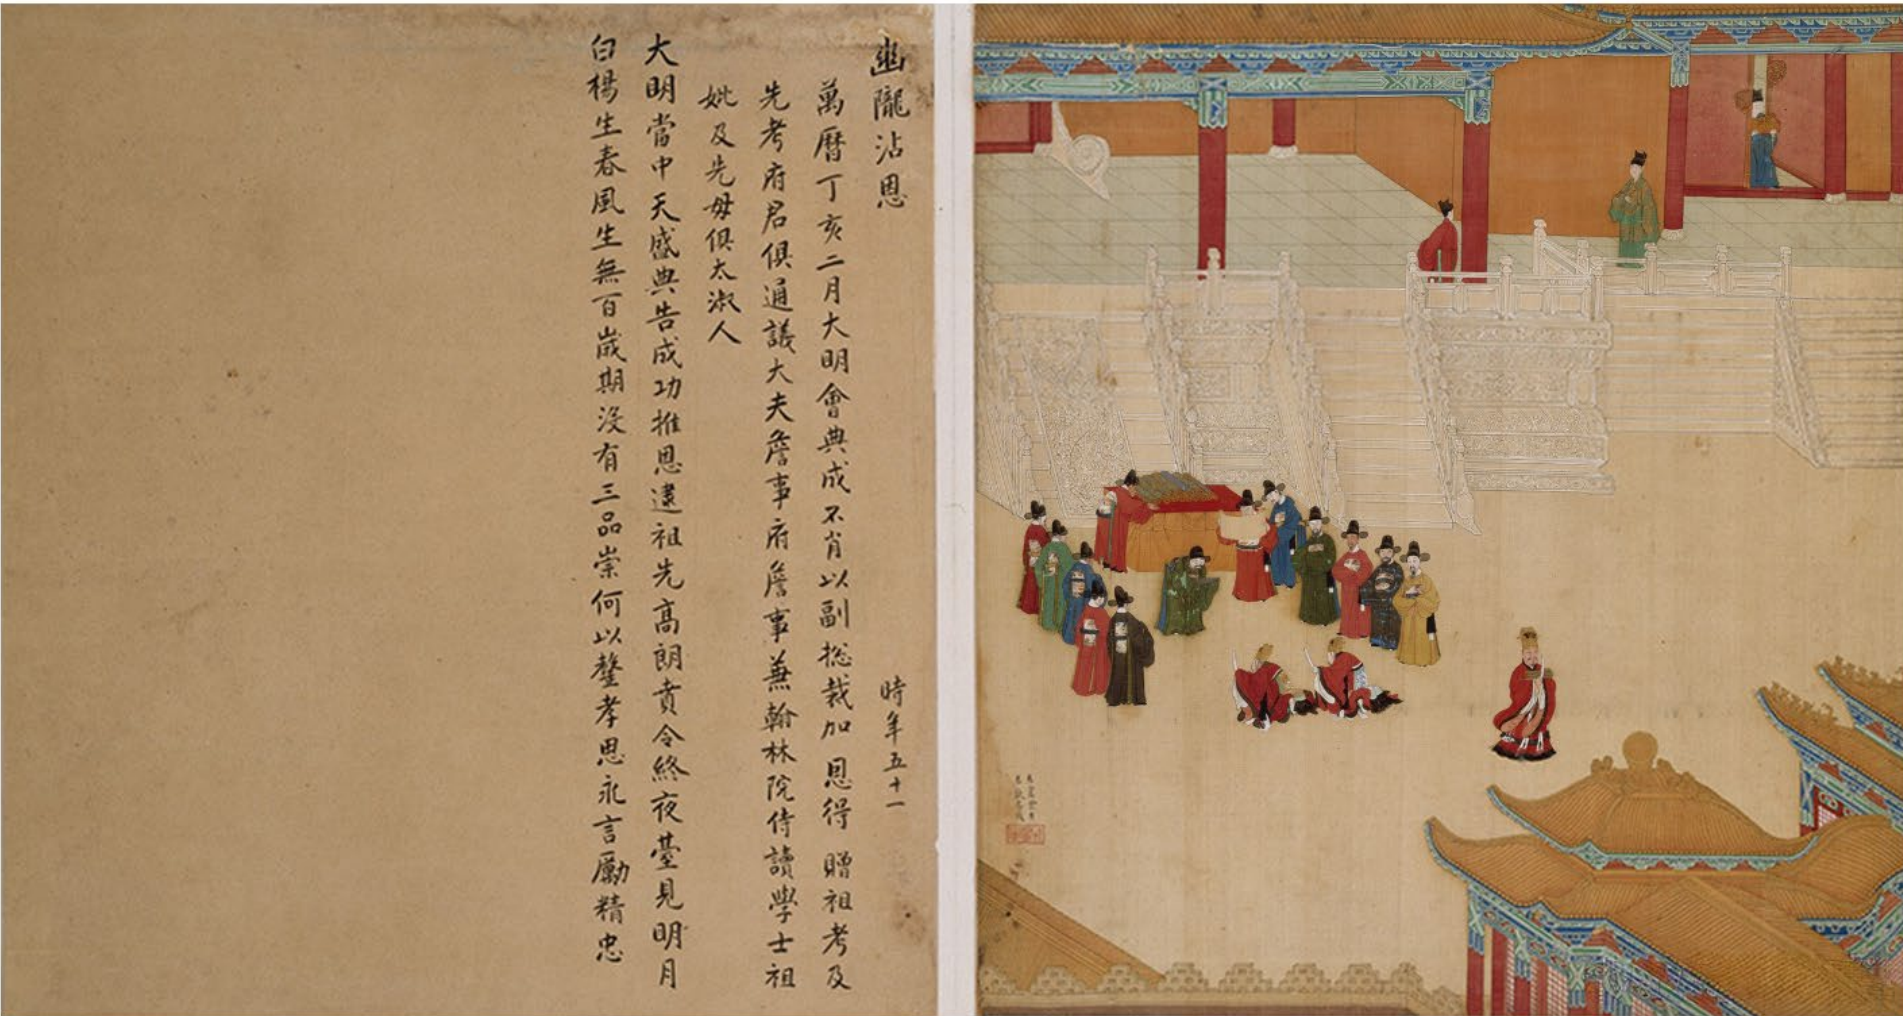 幽隴沾恩
時年五十一
萬曆丁亥二月大明會典成不肖以副總裁加恩得贈祖考及
先考府君俱通議大夫詹事府詹事兼翰林院侍讀學士祖
妣及先母俱太淑人
大明當中天盛典告成功推恩逮祖先高朗賁令終夜臺見明月
白楊生春風生無百歲期沒有三品崇何以鏧孝思永言勵精忠